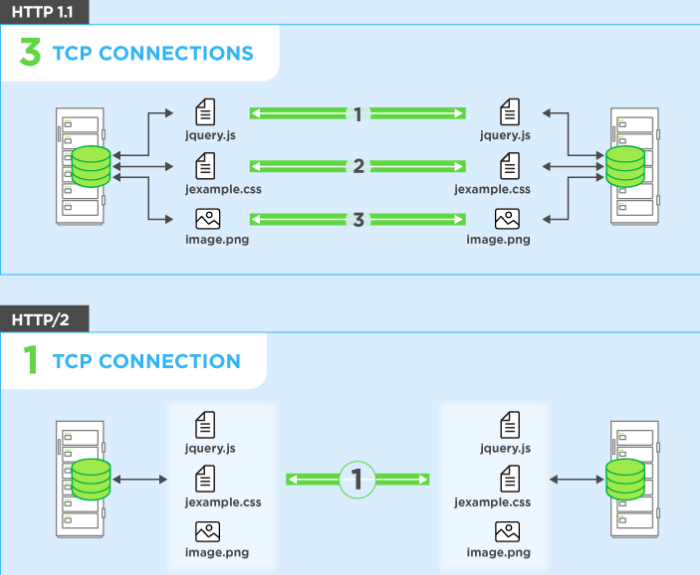 HTTP 1.1
3 TCP CONNECTIONS
jquery.js 1 jquery.js
jexample.css 2 jexample.css
image.png 3 image.png
HTTP/2
1 TCP CONNECTION
jquery.js jquery.js
jexample.css 1 jexample.css
image.png image.png